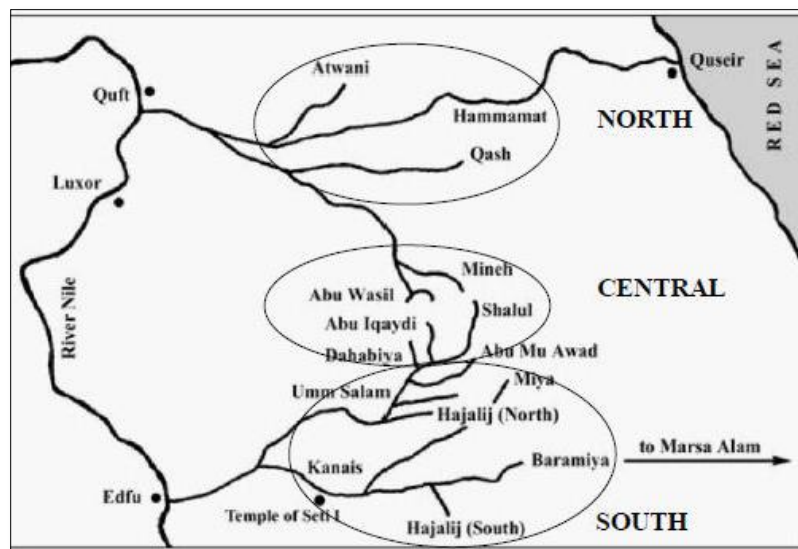 Atwani
Quseir
RED SEA
Quft
Hammamat
NORTH
Qash
Luxor
Mineh
River Nile
CENTRAL
Abu Wasil
Shalul
Abu Iqaydi
Dahabiya
Abu Mu Awad
Miya
Umm Salam
Hajalij (North)
to Marsa Alam
Kanais
Baramiya
Edfu
Temple of Seti I
Hajalij (South)
SOUTH